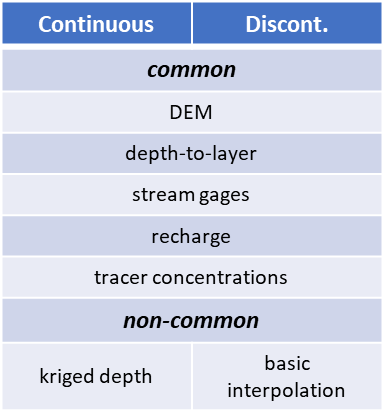 Continuous Discont.
common
DEM
depth-to-layer
stream gages
recharge
tracer concentrations
non-common
kriged depth
basic
interpolation